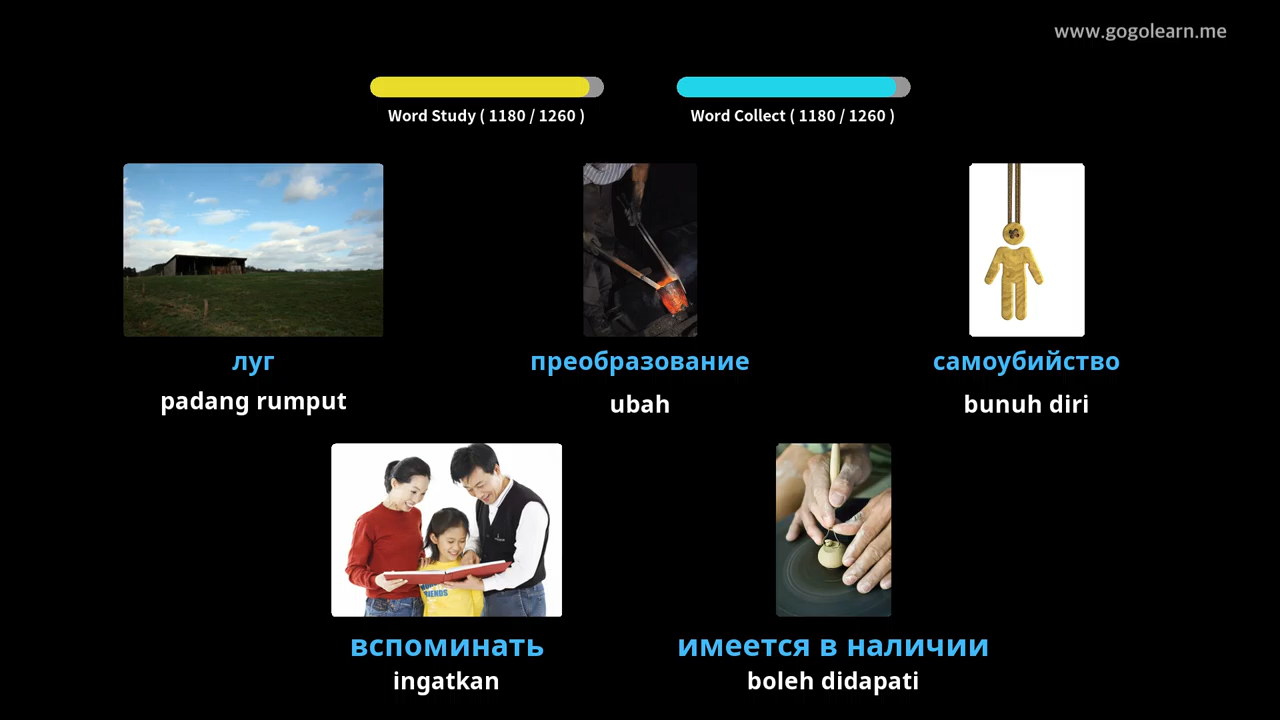 www.gogolearn.me
Word Study ( 1180 / 1260 )
Word Collect ( 1180 / 1260 )
луг
преобразование
самоубийство
padang rumput
ubah
bunuh diri
вспоминать
имеется в наличии
ingatkan
boleh didapati